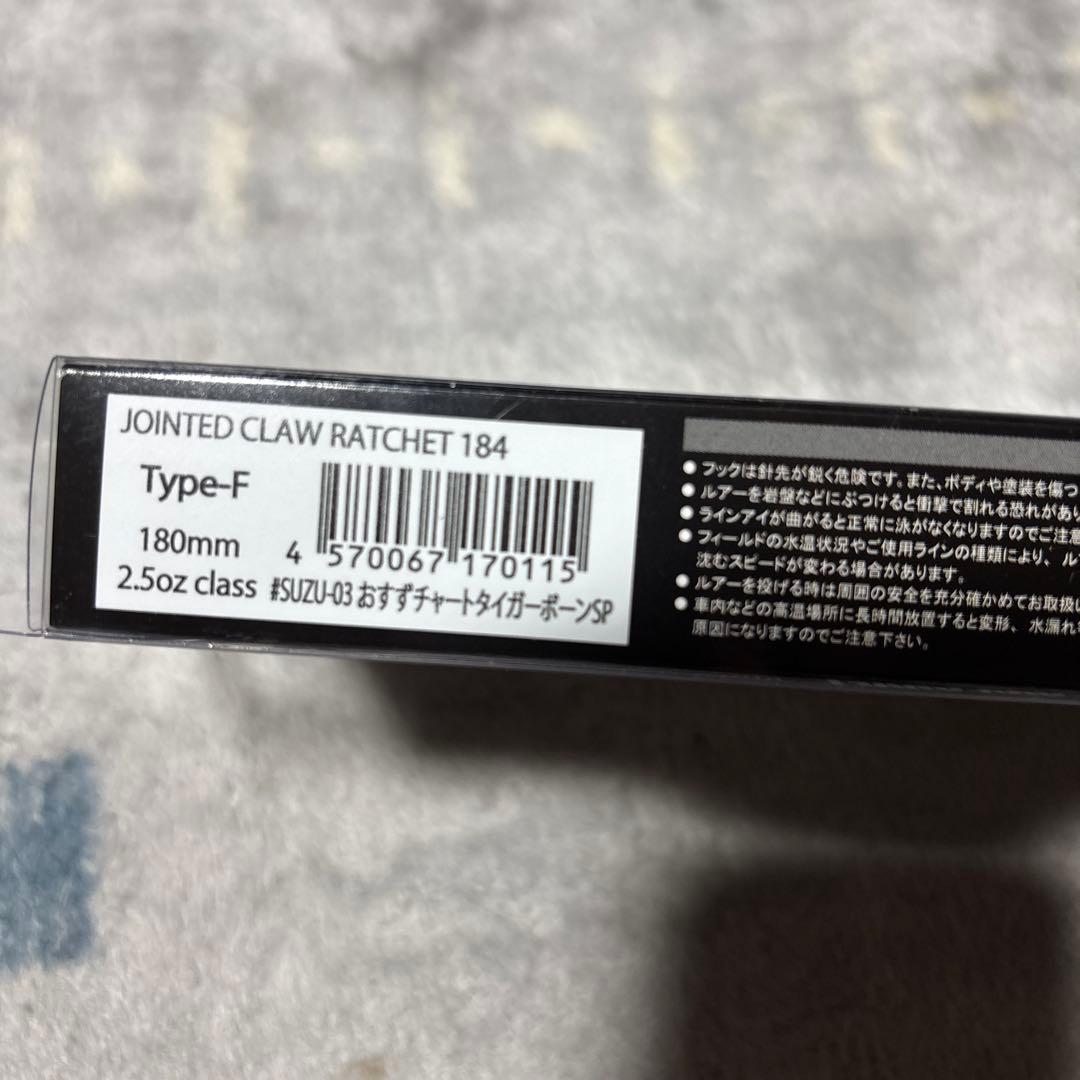 JOINTED CLAW RATCHET 184
Type-F
180mm
2.5oz class
4 570067 170115
#SUZU-03 おすずチャートタイガーボーンSP
●フックは針先が鋭く危険です。また、ボディや塗装を傷つ
●ルアーを岩盤などにぶつけると衝撃で割れる恐れがあり
●ラインアイが曲がると正常に泳がなくなりますのでご注意
●フィールドの水温状況やご使用ラインの種類により、ル
沈むスピードが変わる場合があります。
●ルアーを投げる時は周囲の安全を充分確かめてお取扱い
●車内などの高温場所に長時間放置すると変形、水漏れ等
原因になりますのでご注意下さい。